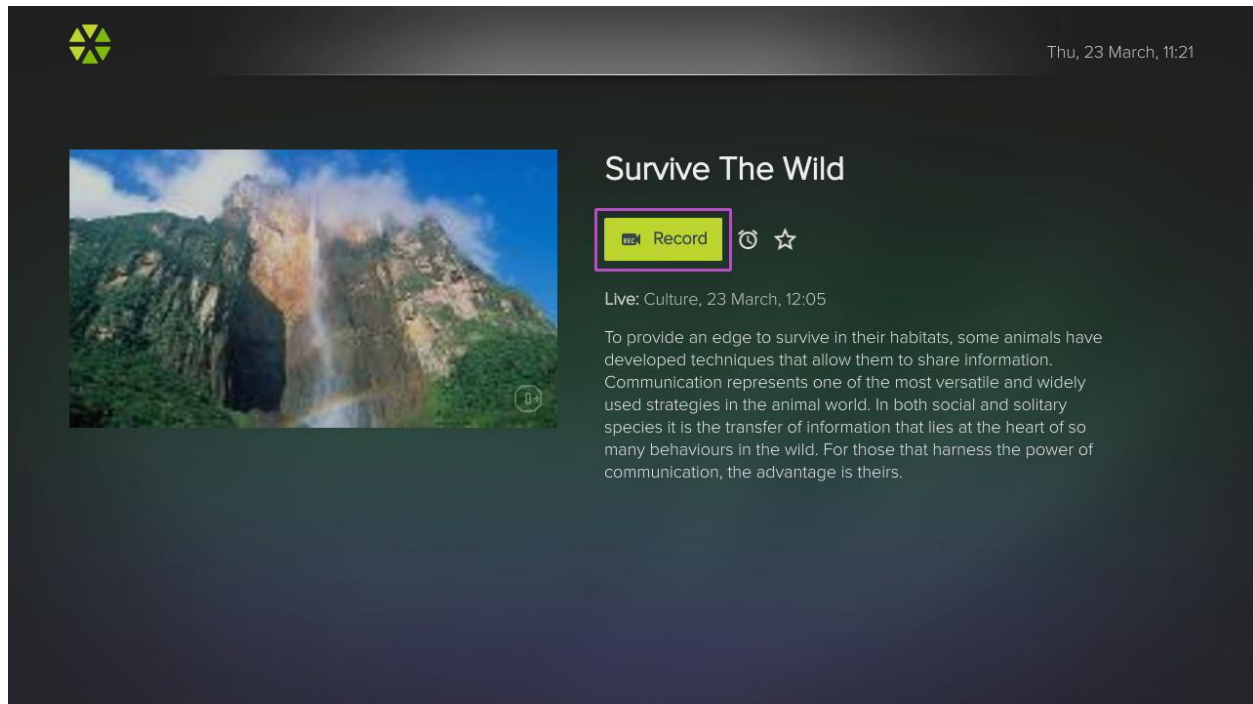 Thu, 23 March, 11:21
Survive The Wild
REC Record
Live: Culture, 23 March, 12:05
To provide an edge to survive in their habitats, some animals have
developed techniques that allow them to share information.
Communication represents one of the most versatile and widely
used strategies in the animal world. In both social and solitary
species it is the transfer of information that lies at the heart of so
many behaviours in the wild. For those that harness the power of
communication, the advantage is theirs.
0+